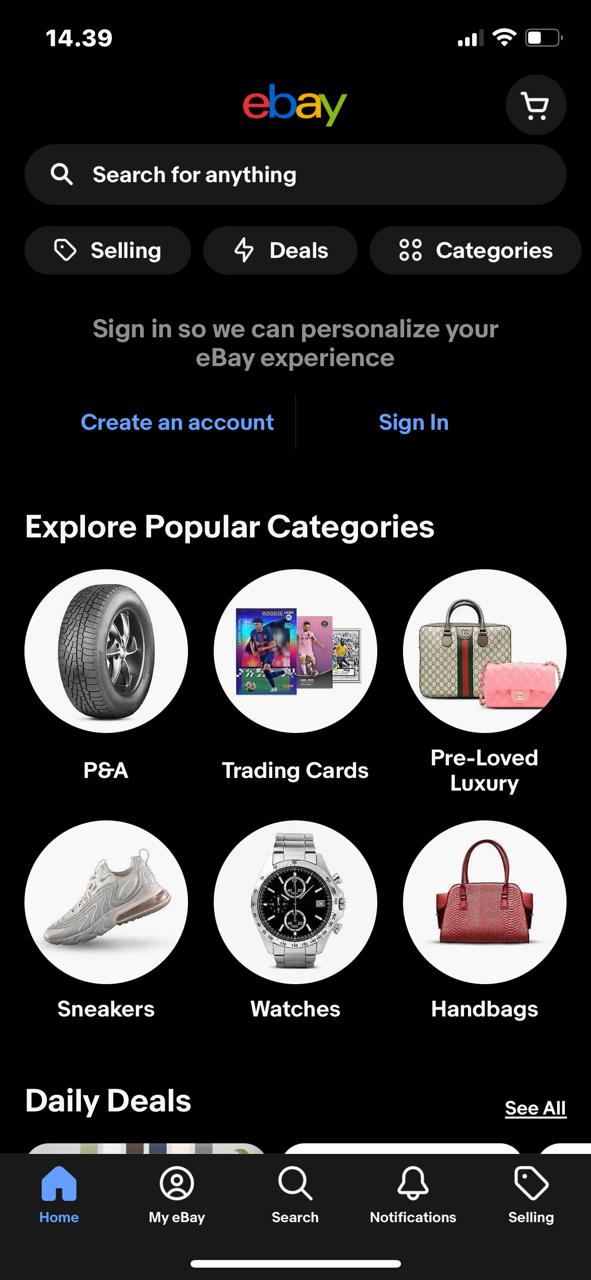 14.39
ebay
Search for anything
Selling
Deals
Categories
Sign in so we can personalize your
eBay experience
Create an account
Sign In
Explore Popular Categories
ROOKIE
P&A
Trading Cards
Pre-Loved
Luxury
Sneakers
Watches
Handbags
Daily Deals
See All
Home
My eBay
Search
Notifications
Selling